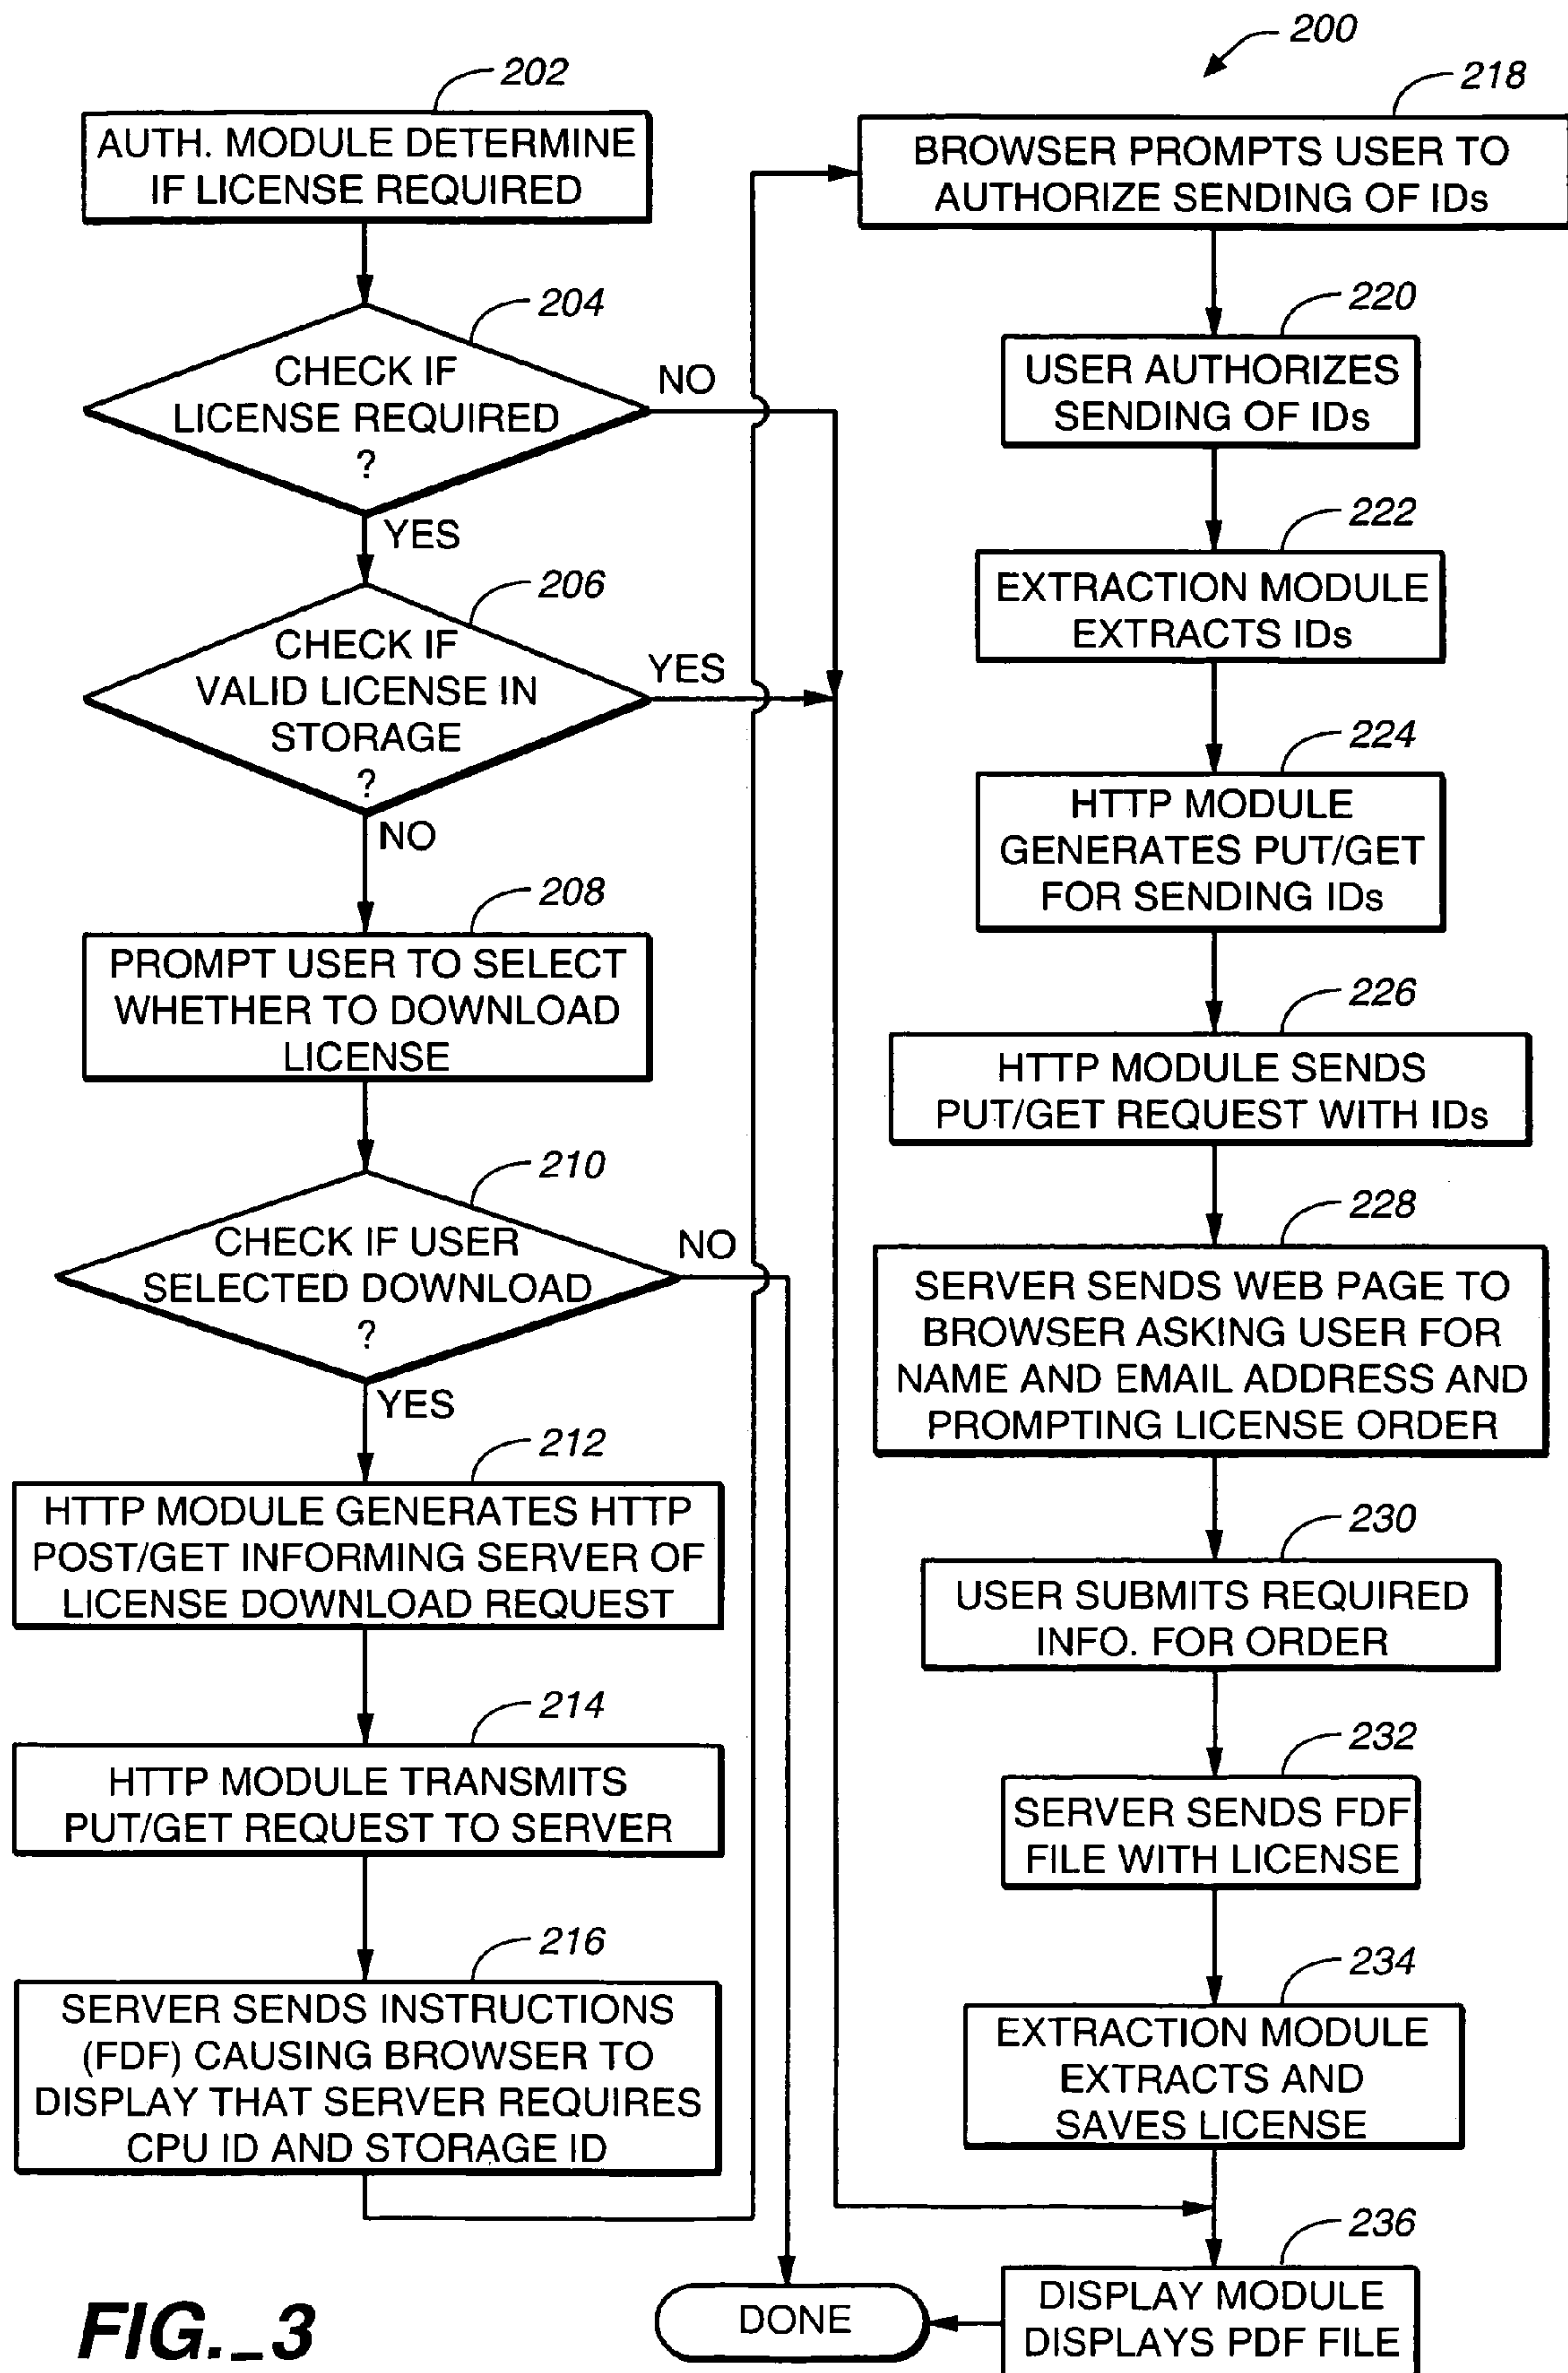 200
202
AUTH. MODULE DETERMINE
IF LICENSE REQUIRED
204
CHECK IF
LICENSE REQUIRED
?
NO
YES
206
CHECK IF
VALID LICENSE IN
STORAGE
?
YES
NO
208
PROMPT USER TO SELECT
WHETHER TO DOWNLOAD
LICENSE
210
CHECK IF USER
SELECTED DOWNLOAD
?
NO
YES
212
HTTP MODULE GENERATES HTTP
POST/GET INFORMING SERVER OF
LICENSE DOWNLOAD REQUEST
214
HTTP MODULE TRANSMITS
PUT/GET REQUEST TO SERVER
216
SERVER SENDS INSTRUCTIONS
(FDF) CAUSING BROWSER TO
DISPLAY THAT SERVER REQUIRES
CPU ID AND STORAGE ID
218
BROWSER PROMPTS USER TO
AUTHORIZE SENDING OF IDs
220
USER AUTHORIZES
SENDING OF IDs
222
EXTRACTION MODULE
EXTRACTS IDs
224
HTTP MODULE
GENERATES PUT/GET
FOR SENDING IDs
226
HTTP MODULE SENDS
PUT/GET REQUEST WITH IDs
228
SERVER SENDS WEB PAGE TO
BROWSER ASKING USER FOR
NAME AND EMAIL ADDRESS AND
PROMPTING LICENSE ORDER
230
USER SUBMITS REQUIRED
INFO. FOR ORDER
232
SERVER SENDS FDF
FILE WITH LICENSE
234
EXTRACTION MODULE
EXTRACTS AND
SAVES LICENSE
236
DISPLAY MODULE
DISPLAYS PDF FILE
DONE
FIG._3